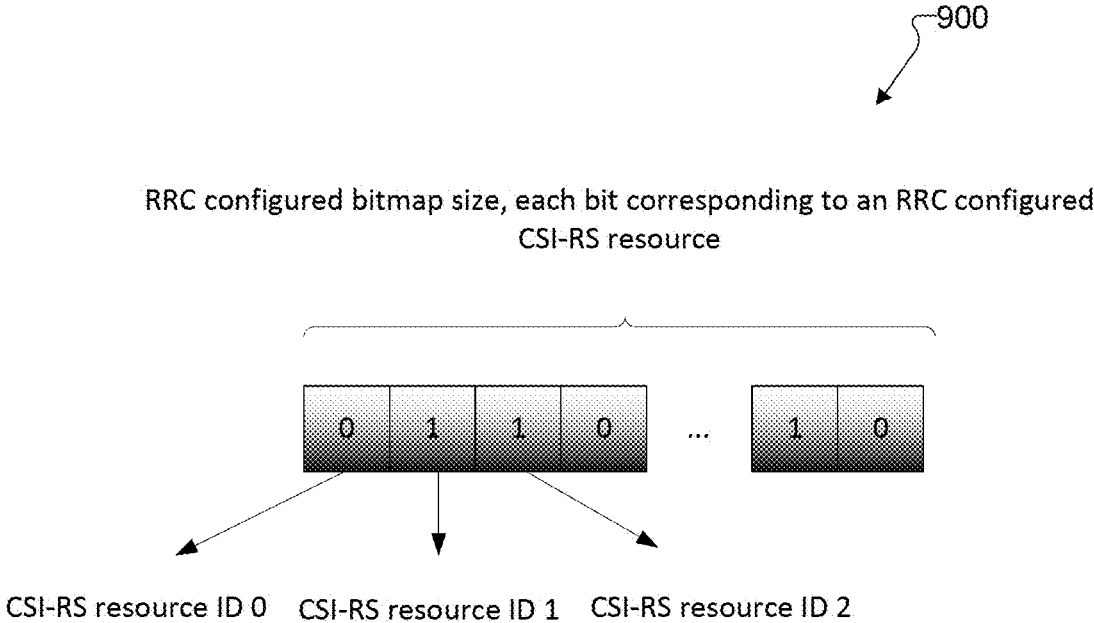 900
RRC configured bitmap size, each bit corresponding to an RRC configured
CSI-RS resource
0 1 1 0 ... 1 0
CSI-RS resource ID 0 CSI-RS resource ID 1 CSI-RS resource ID 2